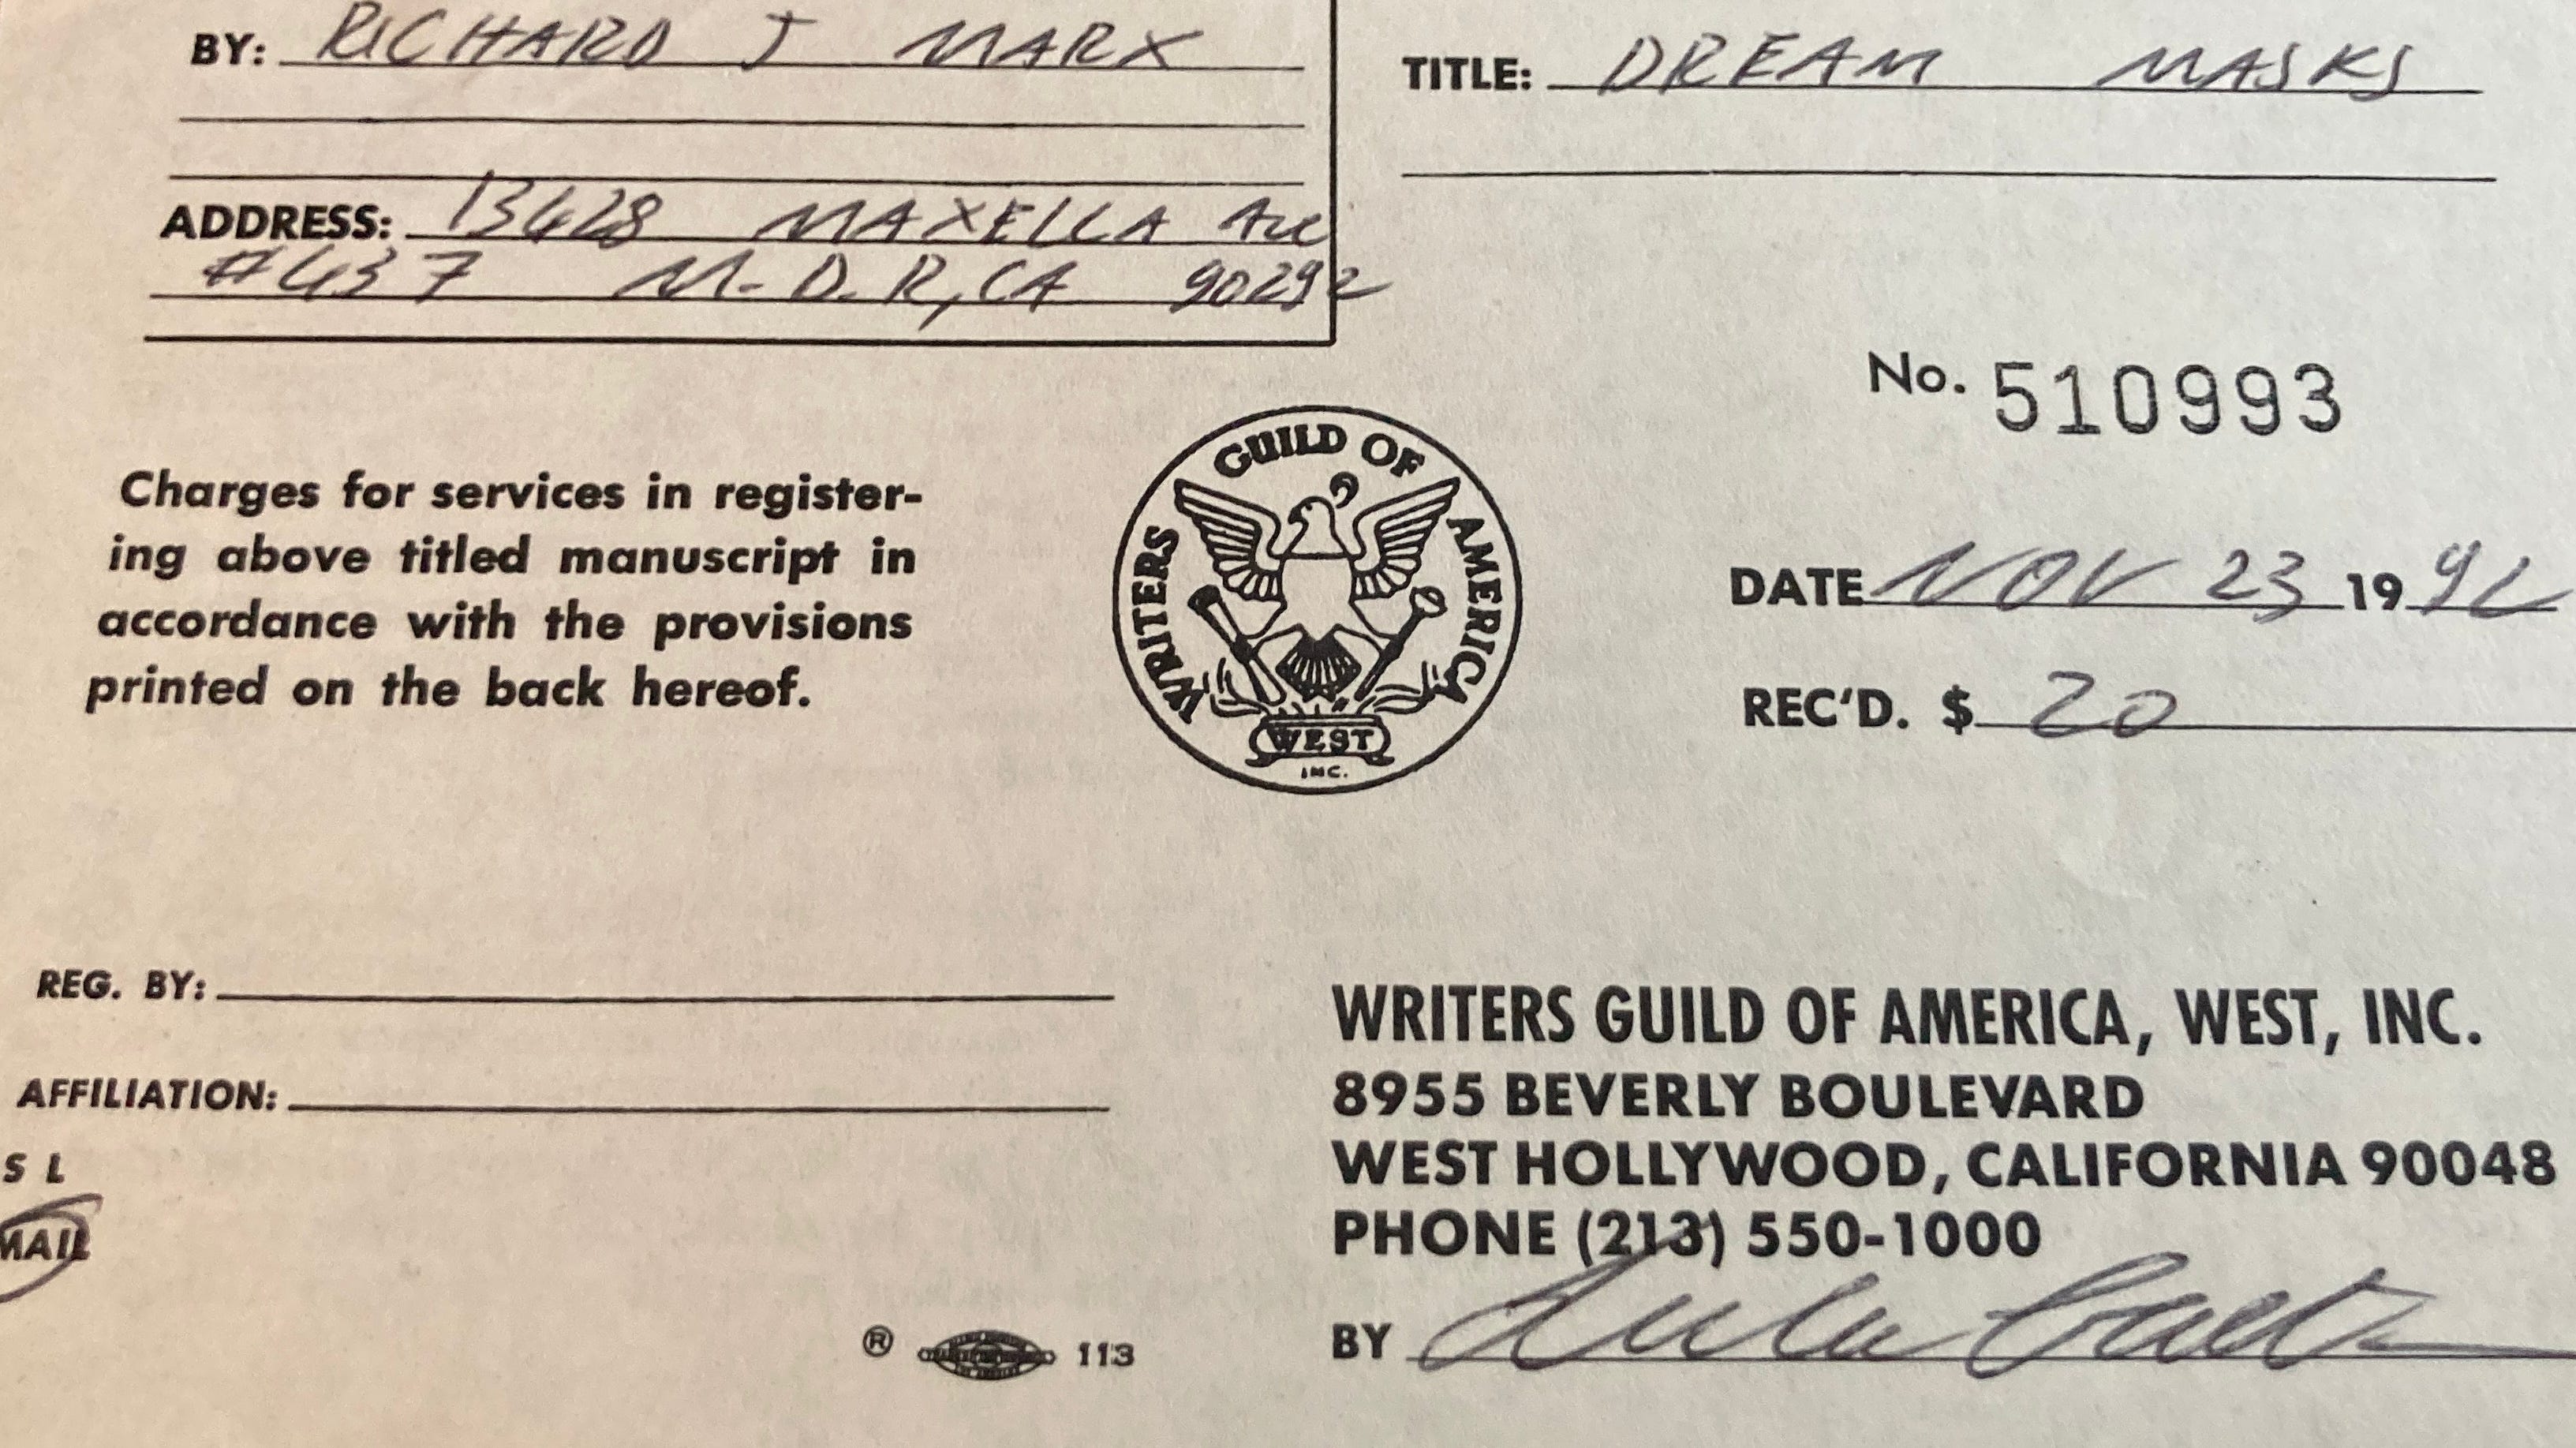 BY: RICHARD J MARX
TITLE: DREAM MASKS
ADDRESS: 13428 MAXELLA Ave
#437 M.D.R, CA 90292
No. 510993
WRITERS GUILD OF AMERICA
WEST
INC.
Charges for services in register-
ing above titled manuscript in
accordance with the provisions
printed on the back hereof.
DATE NOV 23 1992
REC'D. $ 20
REG. BY:
AFFILIATION:
S L
MAIL
® 113
WRITERS GUILD OF AMERICA, WEST, INC.
8955 BEVERLY BOULEVARD
WEST HOLLYWOOD, CALIFORNIA 90048
PHONE (213) 550-1000
BY